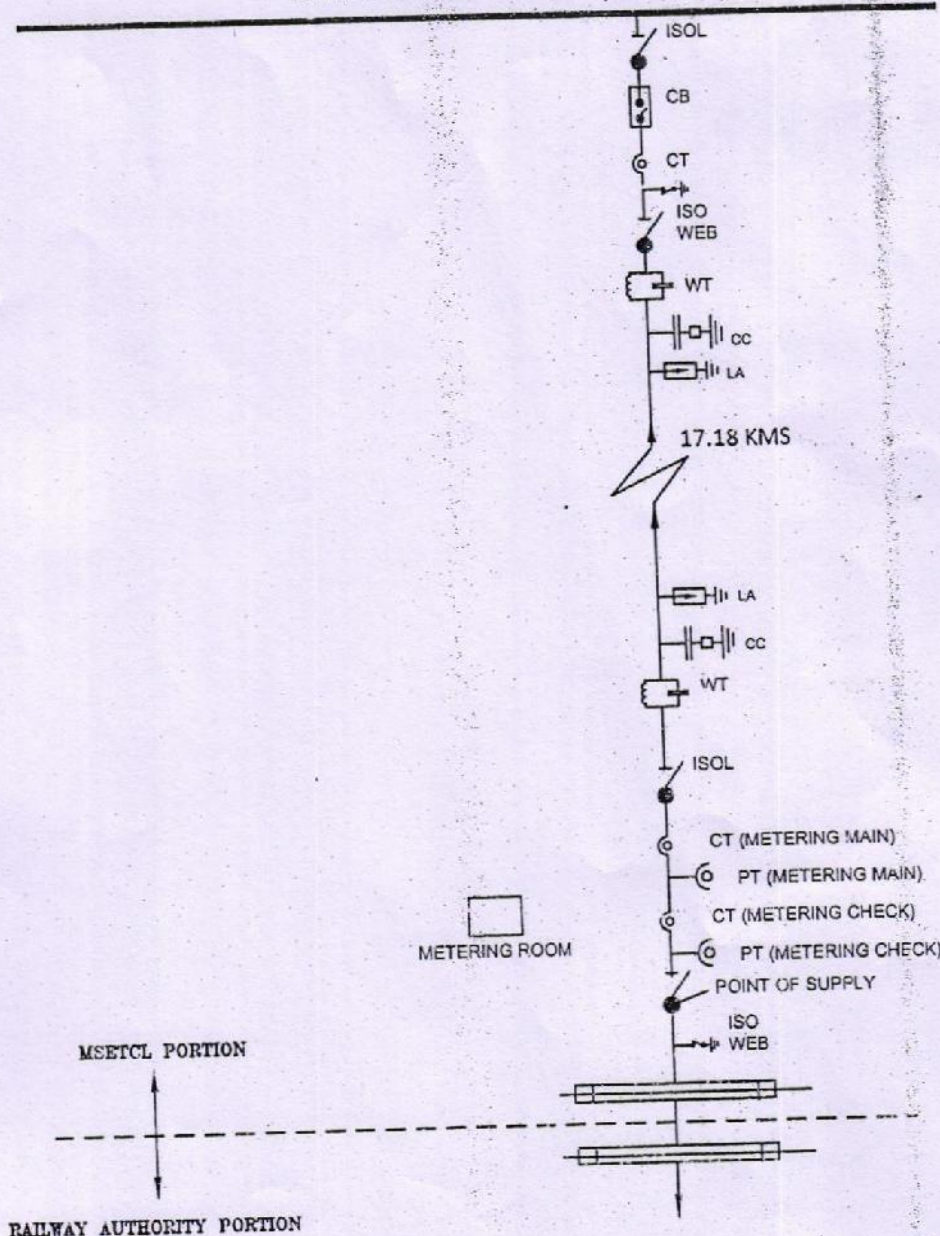 ISOL
CB
CT
ISO
WEB
WT
CC
LA
17.18 KMS
LA
CC
WT
ISOL
CT (METERING MAIN)
PT (METERING MAIN)
CT (METERING CHECK)
METERING ROOM
PT (METERING CHECK)
POINT OF SUPPLY
ISO
WEB
MSETCL PORTION
RAILWAY AUTHORITY PORTION